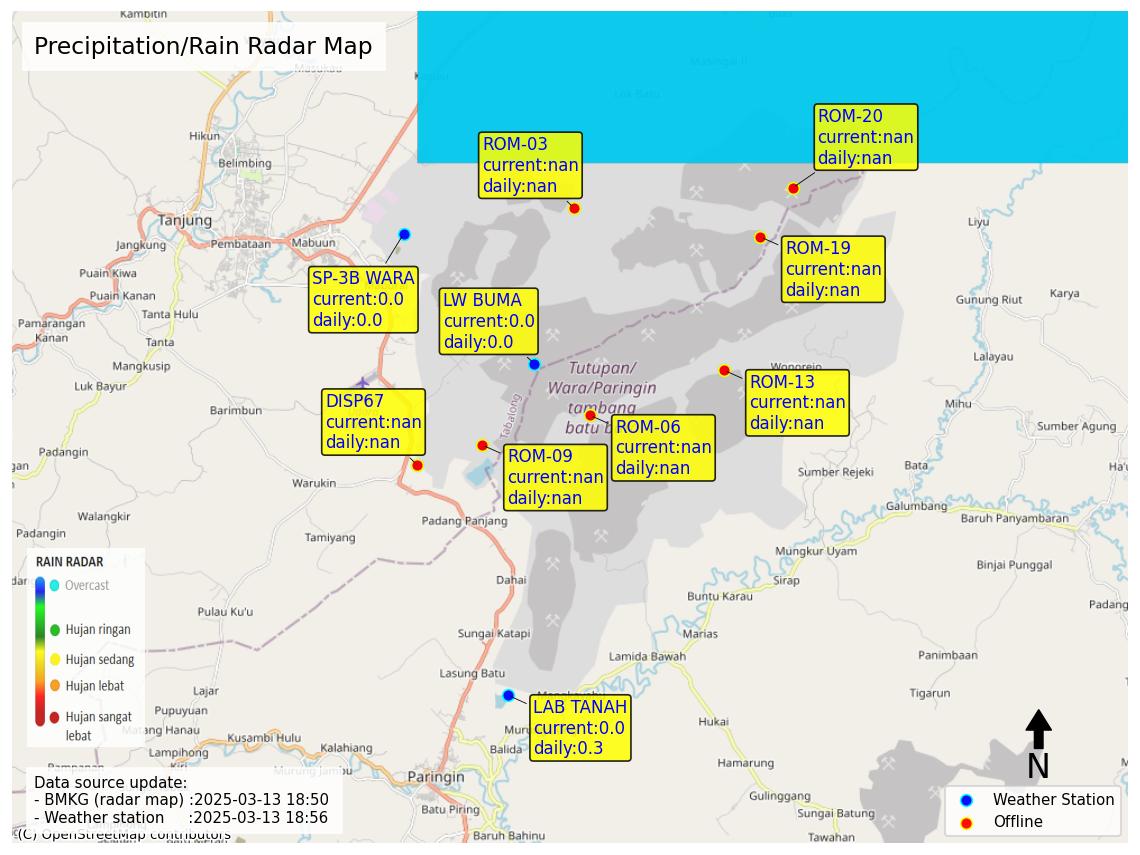 Kambitin
Precipitation/Rain Radar Map
Masukau
Kapuk
Masingai II
Lok Batu
Hikun
Belimbing
Tanjung
Jangkung
Pembataan
Mabuun
Puain Kiwa
Puain Kanan
Tanta Hulu
Pamarangan
Kanan
Tanta
Mangkusip
Luk Bayur
Barimbun
Padangin
Warukin
Walangkir
Padangin
Tamiyang
ROM-03
current:nan
daily:nan
ROM-20
current:nan
daily:nan
SP-3B WARA
current:0.0
daily:0.0
LW BUMA
current:0.0
daily:0.0
ROM-19
current:nan
daily:nan
Liyu
Gunung Riut
Karya
Lalayau
Mihu
Sumber Agung
Tutupan/
Wara/Paringin
tambang
batu b
Tabalong
Wonorejo
ROM-13
current:nan
daily:nan
DISP67
current:nan
daily:nan
ROM-06
current:nan
daily:nan
ROM-09
current:nan
daily:nan
Sumber Rejeki
Bata
Ha'u
Galumbang
Baruh Panyambaran
Padang Panjang
Mungkur Uyam
Binjai Punggal
Sirap
Dahai
Buntu Karau
Padang
RAIN RADAR
Overcast
Hujan ringan
Hujan sedang
Hujan lebat
Hujan sangat
lebat
Pulau Ku'u
Sungai Katapi
Marias
Lamida Bawah
Panimbaan
Lasung Batu
Tigarun
Lajar
Pupuyuan
Matang Hanau
Kusambi Hulu
Kalahiang
Lampihong
Kiri
Murung Jambu
Pampanan
LAB TANAH
current:0.0
daily:0.3
Balida
Hukai
Hamarung
Paringin
Gulinggang
Batu Piring
Sungai Batung
Baruh Bahinu
Tawahan
N
Data source update:
- BMKG (radar map) :2025-03-13 18:50
- Weather station :2025-03-13 18:56
(C) OpenStreetMap contributors
Weather Station
Offline